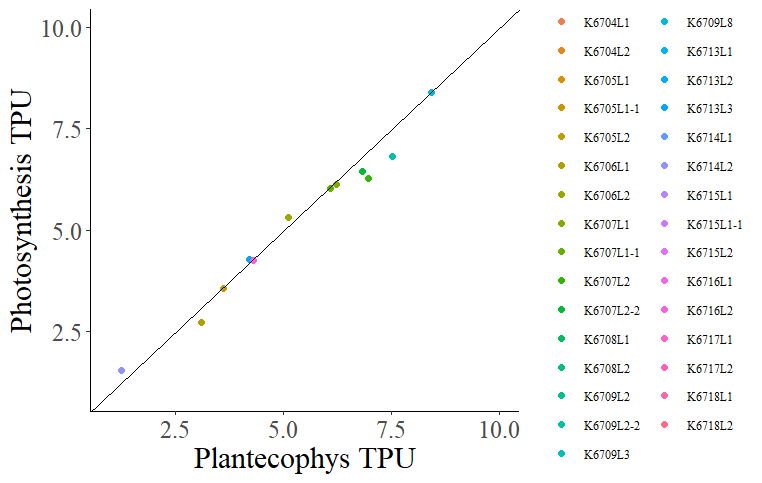 Photosynthesis TPU
10.0
7.5
5.0
2.5
2.5
5.0
7.5
10.0
Plantecophys TPU
K6704L1
K6704L2
K6705L1
K6705L1-1
K6705L2
K6706L1
K6706L2
K6707L1
K6707L1-1
K6707L2
K6707L2-2
K6708L1
K6708L2
K6709L2
K6709L2-2
K6709L3
K6709L8
K6713L1
K6713L2
K6713L3
K6714L1
K6714L2
K6715L1
K6715L1-1
K6715L2
K6716L1
K6716L2
K6717L1
K6717L2
K6718L1
K6718L2